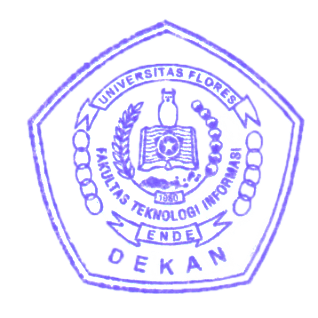 UNIVERSITAS FLORES
FAKULTAS TEKNOLOGI INFORMASI
1980
ENDE
DEKAN